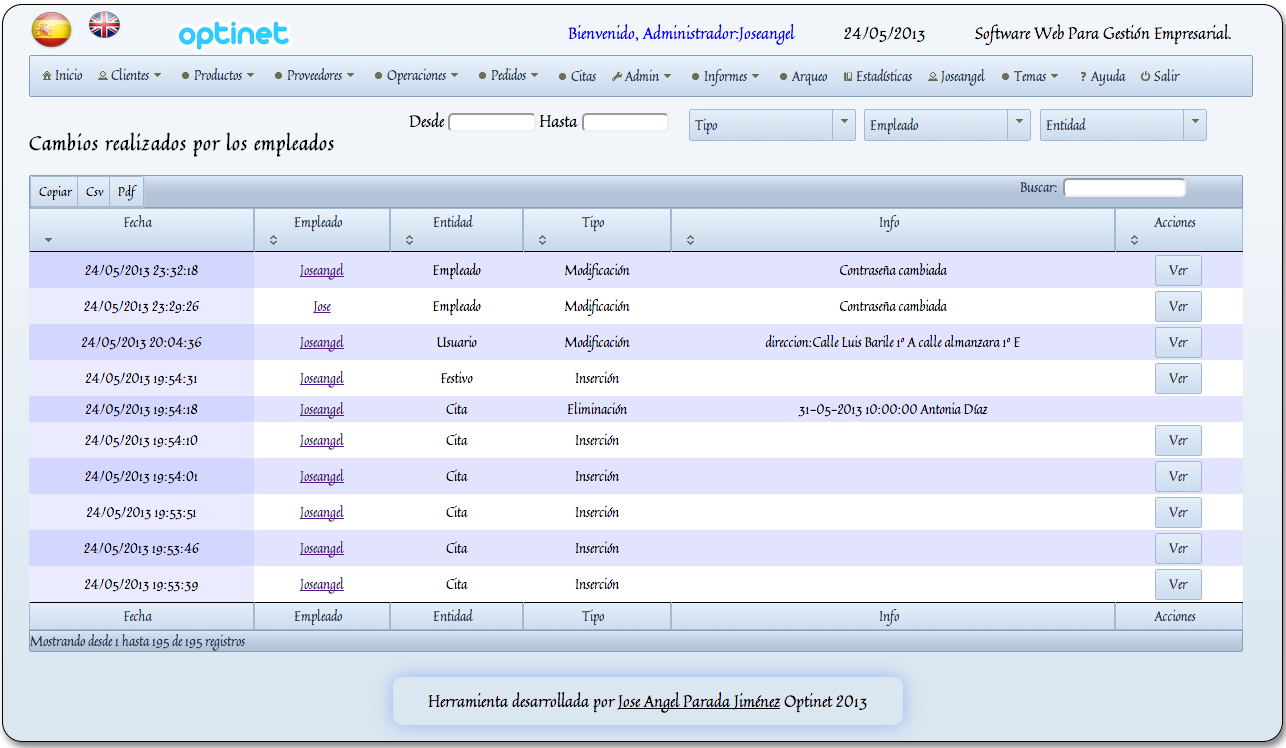 optinet Bienvenido, Administrador:Joseangel 24/05/2013 Software Web Para Gestión Empresarial.
Inicio Clientes Productos Proveedores Operaciones Pedidos Citas Admin Informes Arqueo Estadísticas Joseangel Temas ? Ayuda Salir
Desde Hasta Tipo Empleado Entidad
Cambios realizados por los empleados
Copiar Csv Pdf Buscar:
Fecha Empleado Entidad Tipo Info Acciones
24/05/2013 23:32:18 Joseangel Empleado Modificación Contraseña cambiada Ver
24/05/2013 23:29:26 Jose Empleado Modificación Contraseña cambiada Ver
24/05/2013 20:04:36 Joseangel Usuario Modificación direccion:Calle Luis Barile 1º A calle almanzara 1º E Ver
24/05/2013 19:54:31 Joseangel Festivo Inserción Ver
24/05/2013 19:54:18 Joseangel Cita Eliminación 31-05-2013 10:00:00 Antonia Díaz
24/05/2013 19:54:10 Joseangel Cita Inserción Ver
24/05/2013 19:54:01 Joseangel Cita Inserción Ver
24/05/2013 19:53:51 Joseangel Cita Inserción Ver
24/05/2013 19:53:46 Joseangel Cita Inserción Ver
24/05/2013 19:53:39 Joseangel Cita Inserción Ver
Fecha Empleado Entidad Tipo Info Acciones
Mostrando desde 1 hasta 195 de 195 registros
Herramienta desarrollada por Jose Angel Parada Jiménez Optinet 2013